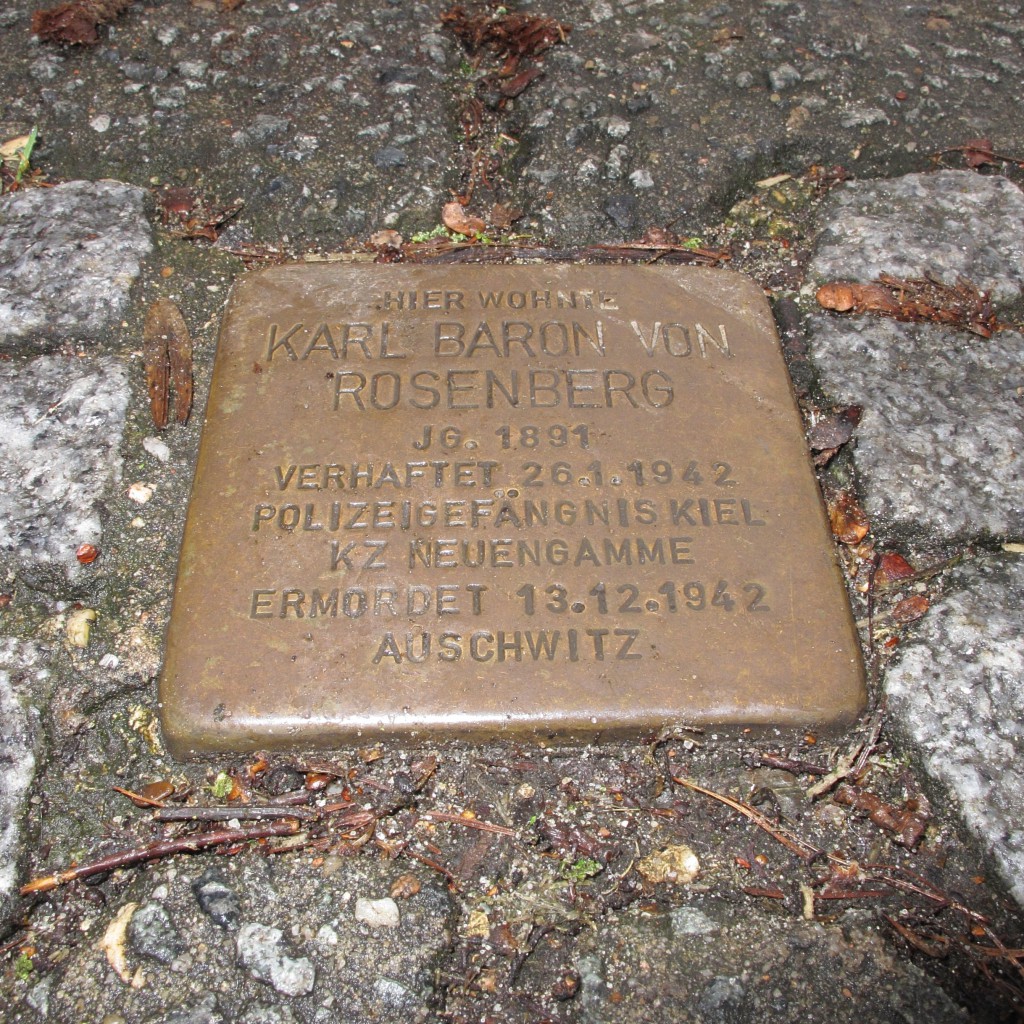 HIER WOHNTE
KARL BARON VON
ROSENBERG
JG. 1891
VERHAFTET 26.1.1942
POLIZEIGEFÄNGNIS KIEL
KZ NEUENGAMME
ERMORDET 13.12.1942
AUSCHWITZ